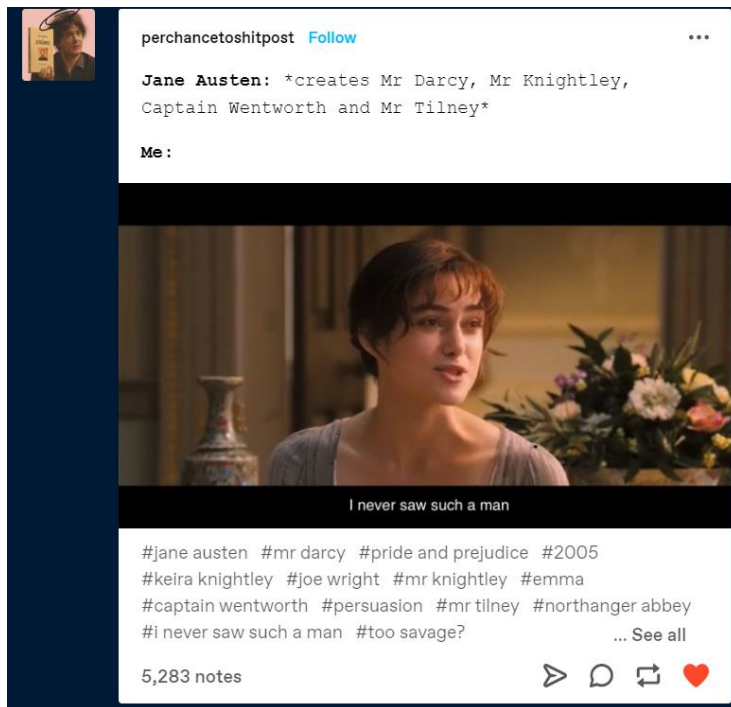 perchancetoshitpost Follow
Jane Austen: *creates Mr Darcy, Mr Knightley,
Captain Wentworth and Mr Tilney*
Me:
I never saw such a man
#jane austen #mr darcy #pride and prejudice #2005
#keira knightley #joe wright #mr knightley #emma
#captain wentworth #persuasion #mr tilney #northanger abbey
#i never saw such a man #too savage?
... See all
5,283 notes